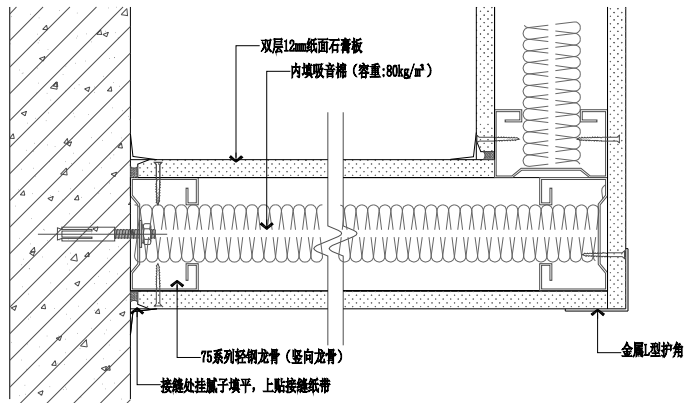 双层12mm纸面石膏板
内填吸音棉（容重:80kg/m³）
75系列轻钢龙骨（竖向龙骨）
金属L型护角
接缝处挂腻子填平，上贴接缝纸带